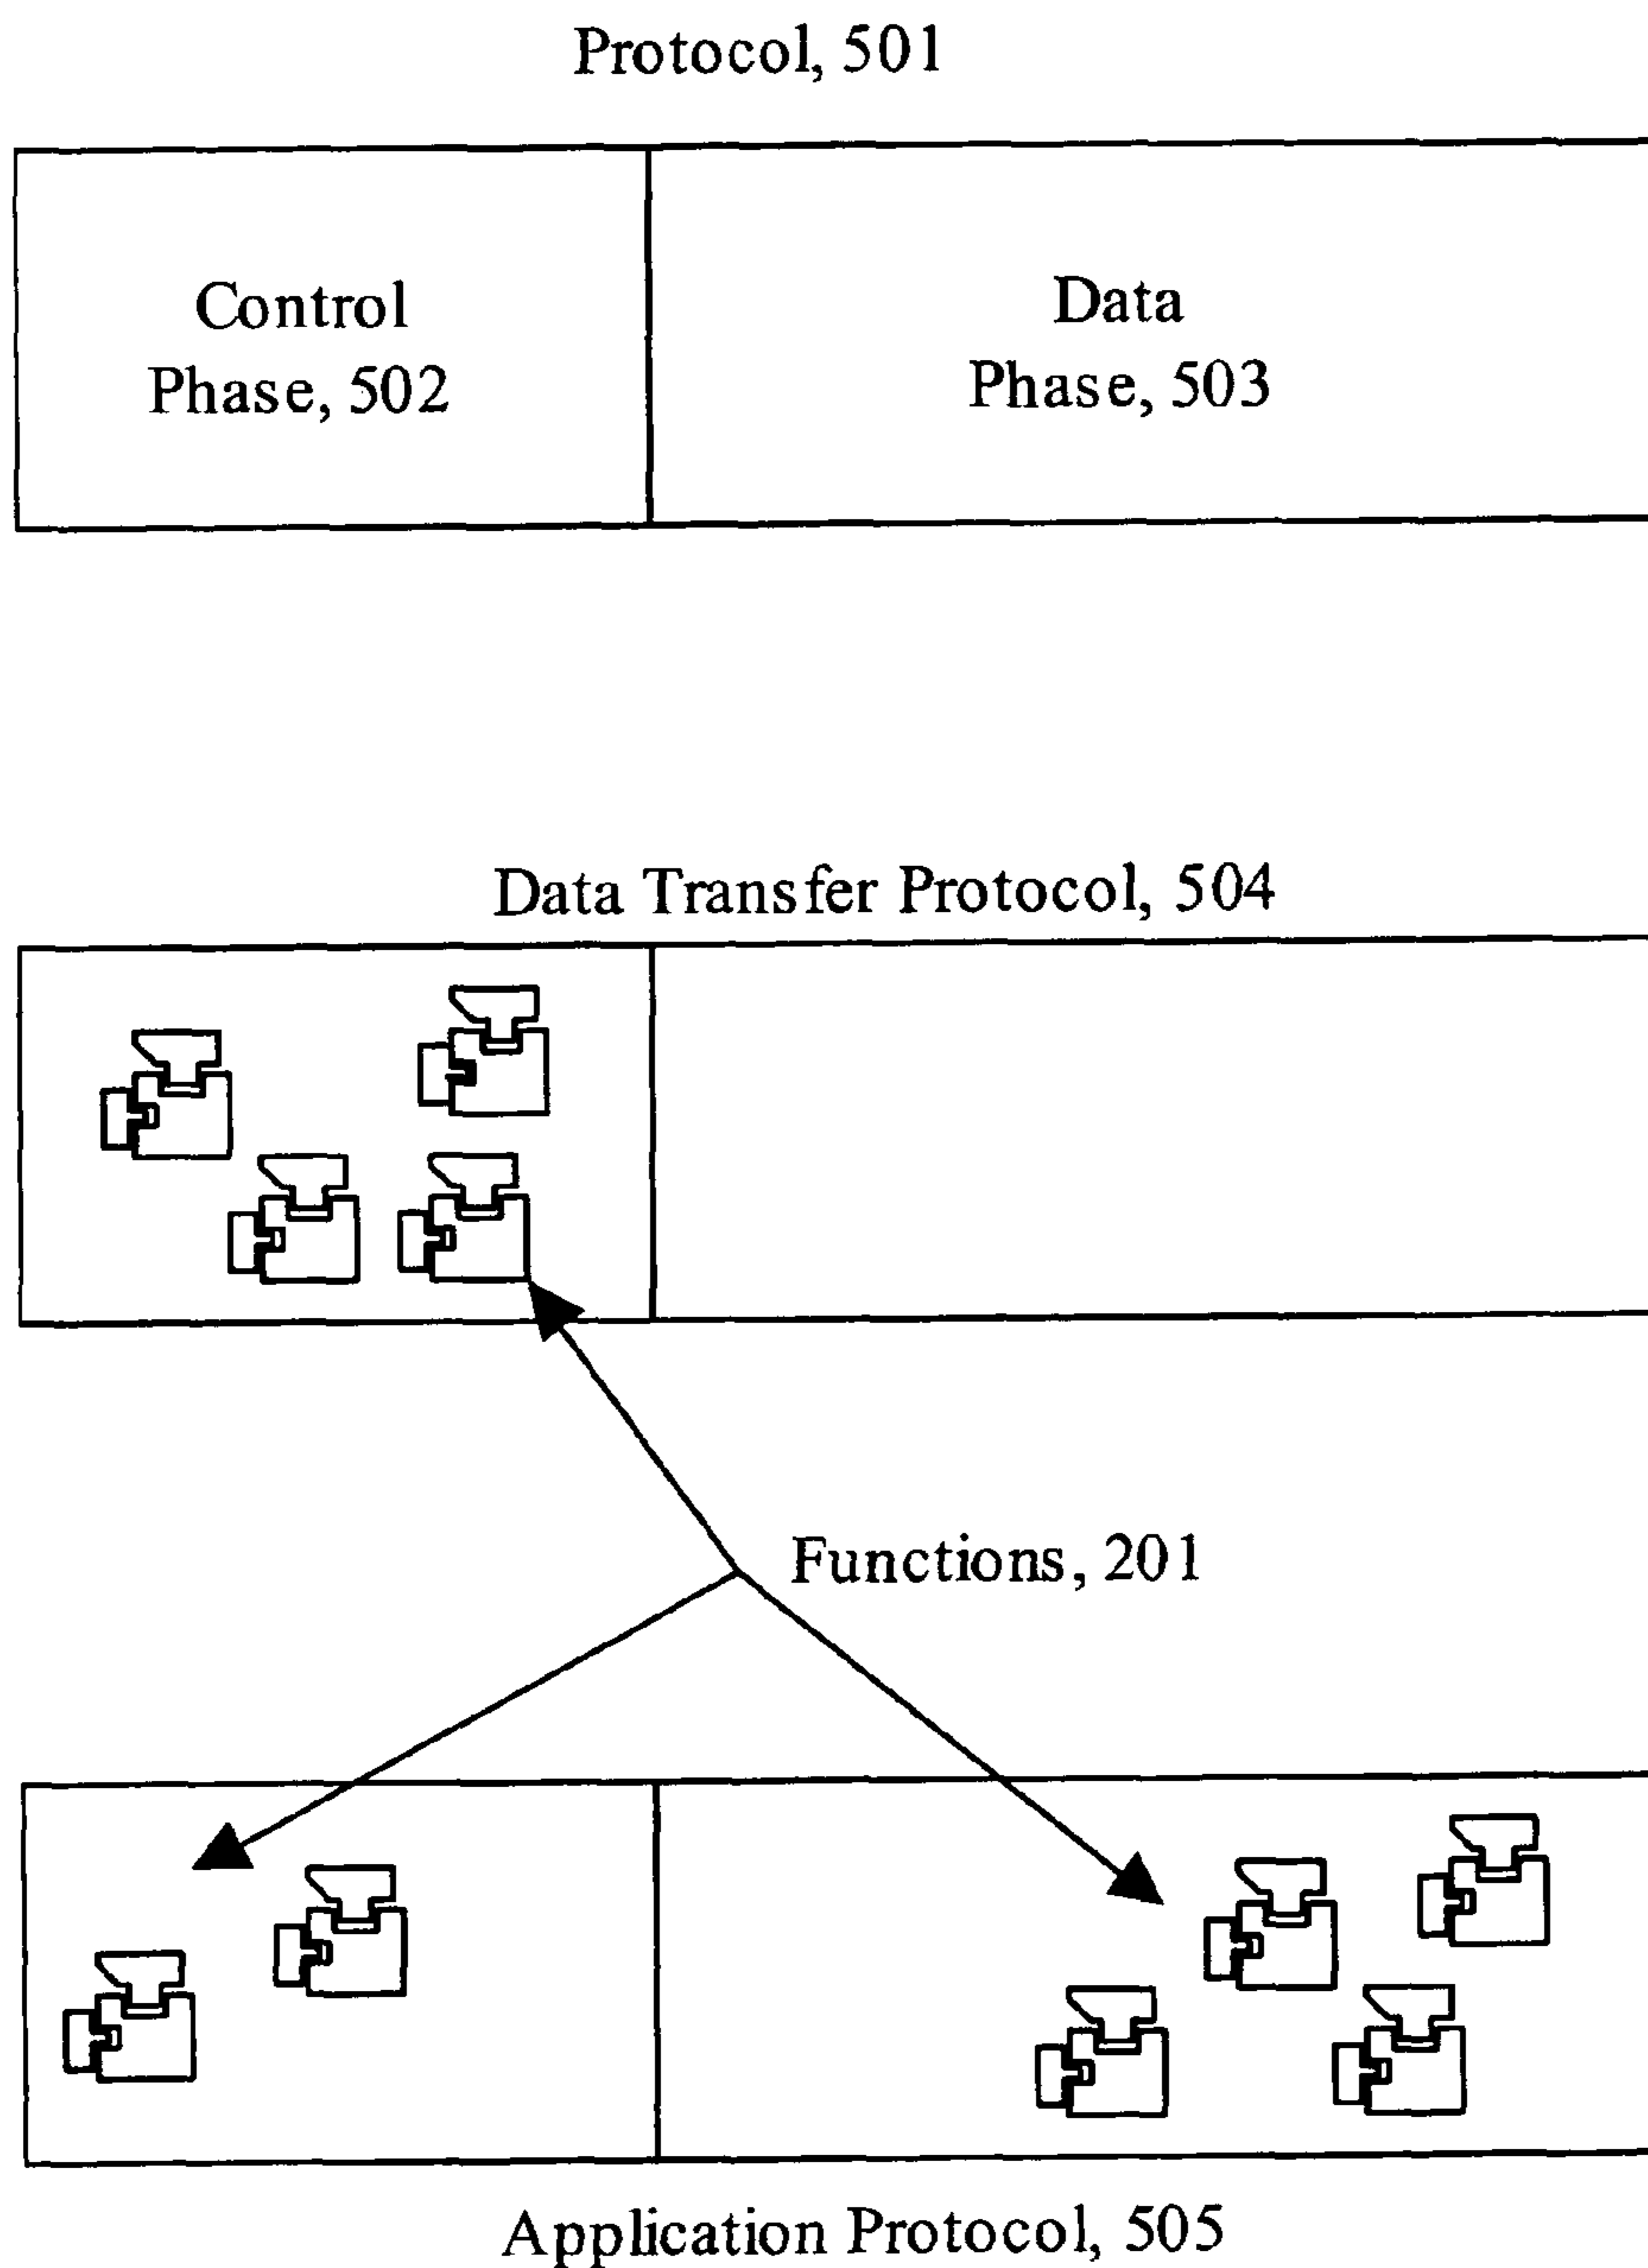 Protocol, 501
Control
Phase, 502
Data
Phase, 503
Data Transfer Protocol, 504
Functions, 201
Application Protocol, 505